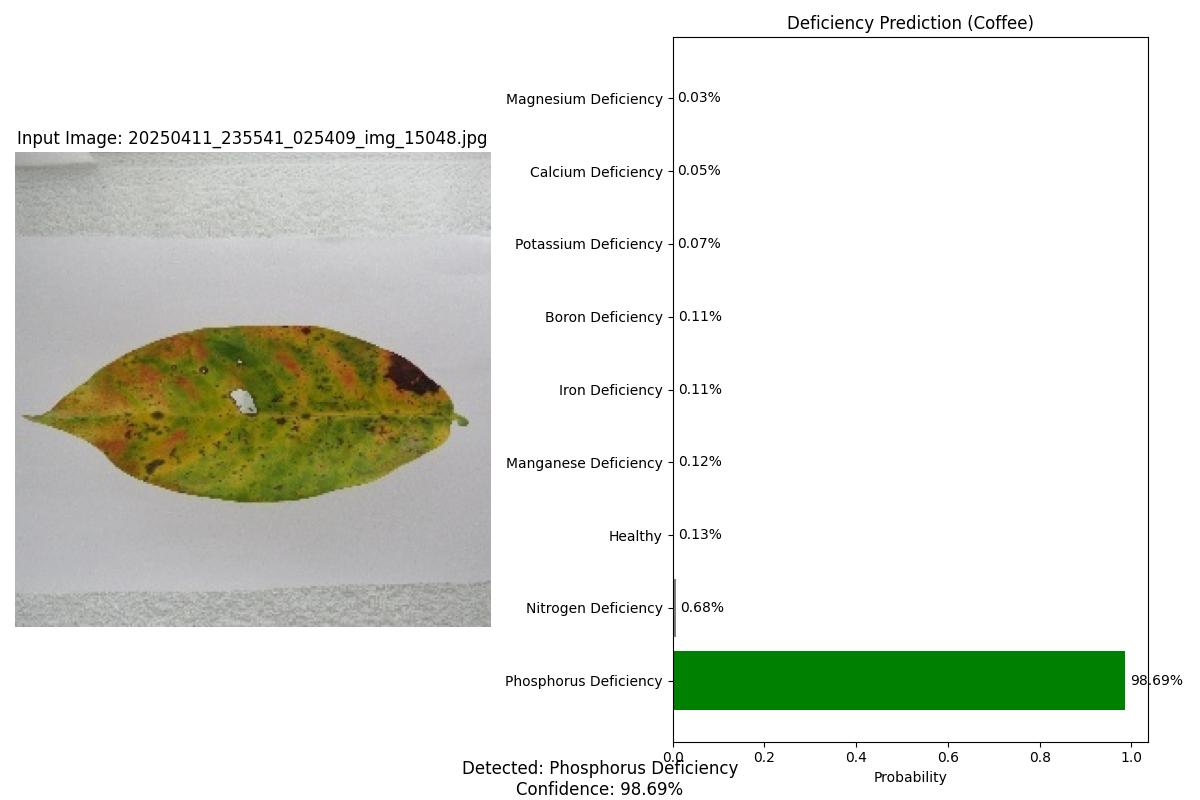 Deficiency Prediction (Coffee)
Input Image: 20250411_235541_025409_img_15048.jpg
Magnesium Deficiency 0.03%
Calcium Deficiency 0.05%
Potassium Deficiency 0.07%
Boron Deficiency 0.11%
Iron Deficiency 0.11%
Manganese Deficiency 0.12%
Healthy 0.13%
Nitrogen Deficiency 0.68%
Phosphorus Deficiency 98.69%
0.0 0.2 0.4 0.6 0.8 1.0
Probability
Detected: Phosphorus Deficiency
Confidence: 98.69%